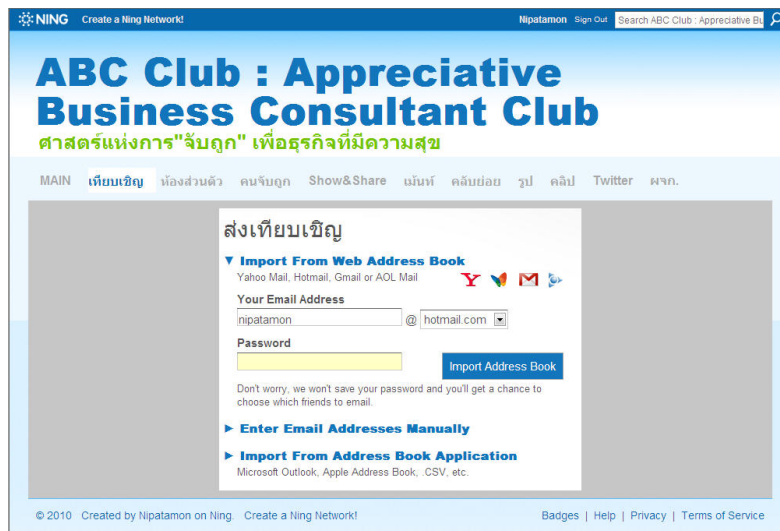 NING Create a Ning Network! Nipatamon Sign Out Search ABC Club : Appreciative Bu
ABC Club : Appreciative
Business Consultant Club
ศาสตร์แห่งการ"จับถูก" เพื่อธุรกิจที่มีความสุข
MAIN เทียบเชิญ ห้องส่วนตัว คนจับถูก Show&Share เม้นท์ คลับย่อย รูป คลิป Twitter ผจก.
ส่งเทียบเชิญ
▼ Import From Web Address Book
Yahoo Mail, Hotmail, Gmail or AOL Mail
Your Email Address
nipatamon @ hotmail.com
Password
Import Address Book
Don't worry, we won't save your password and you'll get a chance to
choose which friends to email.
► Enter Email Addresses Manually
► Import From Address Book Application
Microsoft Outlook, Apple Address Book, .CSV, etc.
© 2010 Created by Nipatamon on Ning. Create a Ning Network! Badges | Help | Privacy | Terms of Service